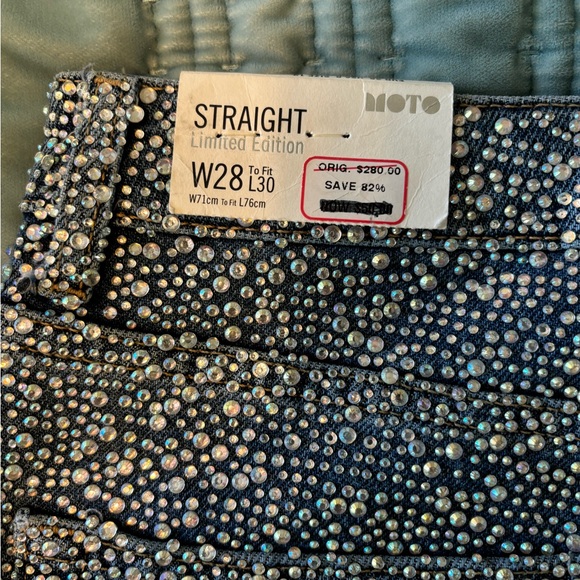 MOTO
STRAIGHT
Limited Edition
W28 To Fit L30
W71cm To Fit L76cm
ORIG. $280.00
SAVE 82%